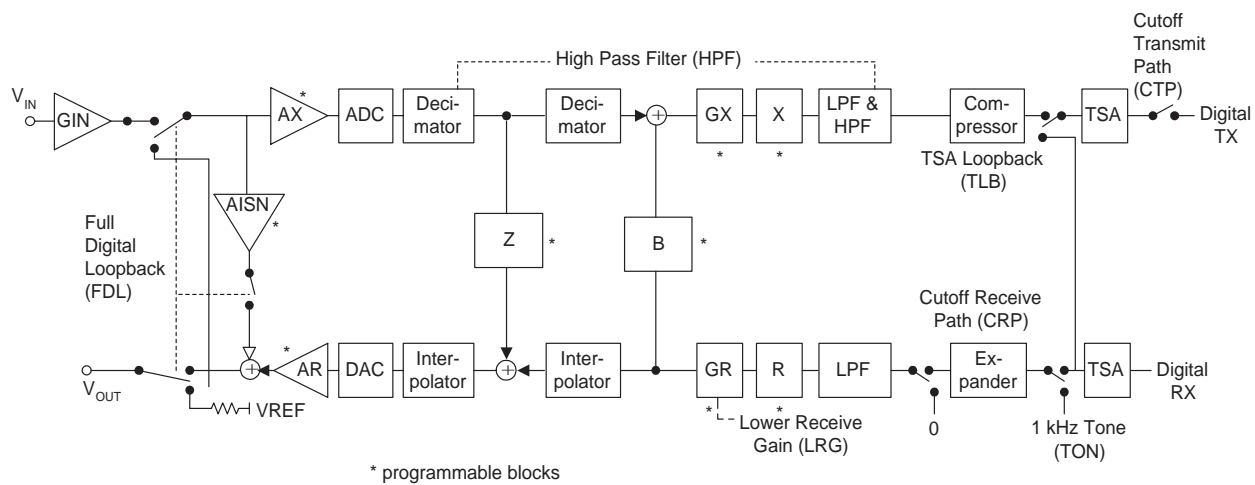 Cutoff
Transmit
Path
(CTP)
High Pass Filter (HPF)
VIN
GIN
AX
*
ADC
Deci-
mator
Deci-
mator
+
GX
*
X
*
LPF &
HPF
Com-
pressor
TSA
Digital
TX
TSA Loopback
(TLB)
AISN
*
Full
Digital
Loopback
(FDL)
Z
*
B
*
Cutoff Receive
Path (CRP)
VOUT
+
*
AR
DAC
Inter-
polator
+
Inter-
polator
GR
*
R
*
LPF
Ex-
pander
TSA
Digital
RX
VREF
Lower Receive
Gain (LRG)
0
1 kHz Tone
(TON)
* programmable blocks